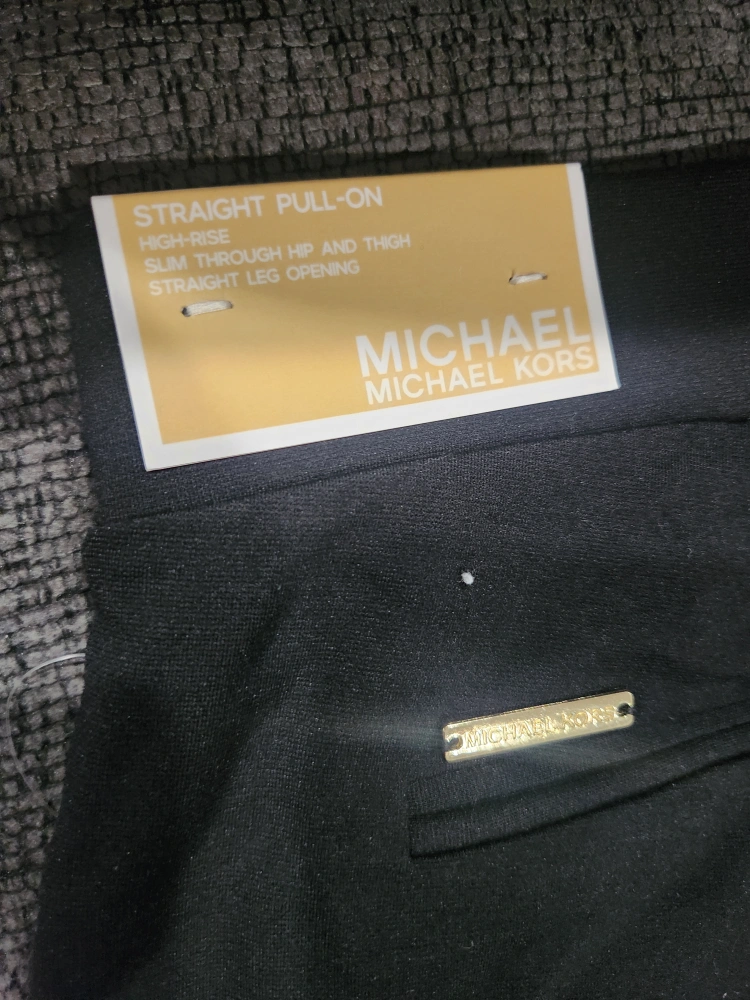 STRAIGHT PULL-ON
HIGH-RISE
SLIM THROUGH HIP AND THIGH
STRAIGHT LEG OPENING
MICHAEL
MICHAEL KORS
MICHAEL KORS